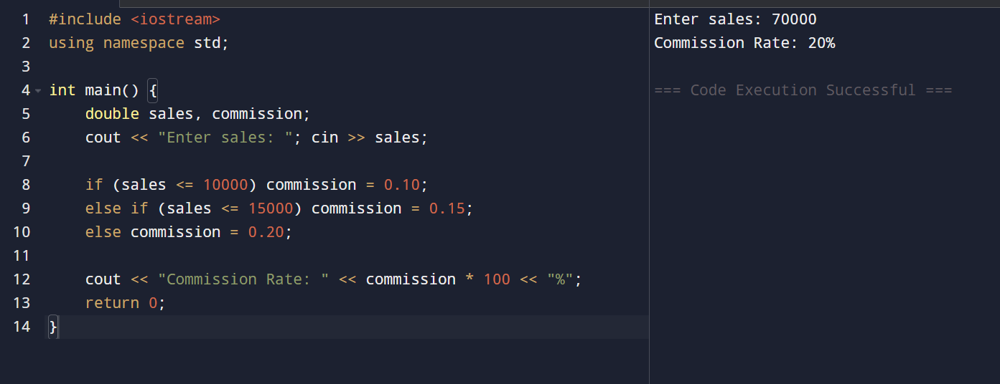 1 #include <iostream>
2 using namespace std;
3
4 int main() {
5     double sales, commission;
6     cout << "Enter sales: "; cin >> sales;
7
8     if (sales <= 10000) commission = 0.10;
9     else if (sales <= 15000) commission = 0.15;
10     else commission = 0.20;
11
12     cout << "Commission Rate: " << commission * 100 << "%";
13     return 0;
14 }
Enter sales: 70000
Commission Rate: 20%
=== Code Execution Successful ===